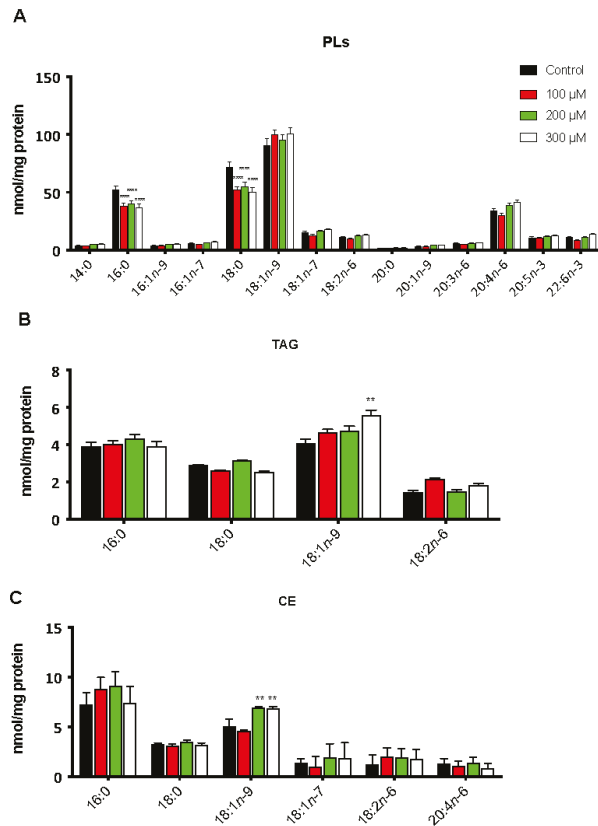 A
PLs
nmol/mg protein
150
100
50
0
Control
100 µM
200 µM
300 µM
**** **** ****
**** **** ****
14:0 16:0 16:1n-9 16:1n-7 18:0 18:1n-9 18:1n-7 18:2n-6 20:0 20:1n-9 20:3n-6 20:4n-6 20:5n-3 22:6n-3
B
TAG
nmol/mg protein
8
6
4
2
0
**
16:0 18:0 18:1n-9 18:2n-6
C
CE
nmol/mg protein
15
10
5
0
** **
16:0 18:0 18:1n-9 18:1n-7 18:2n-6 20:4n-6